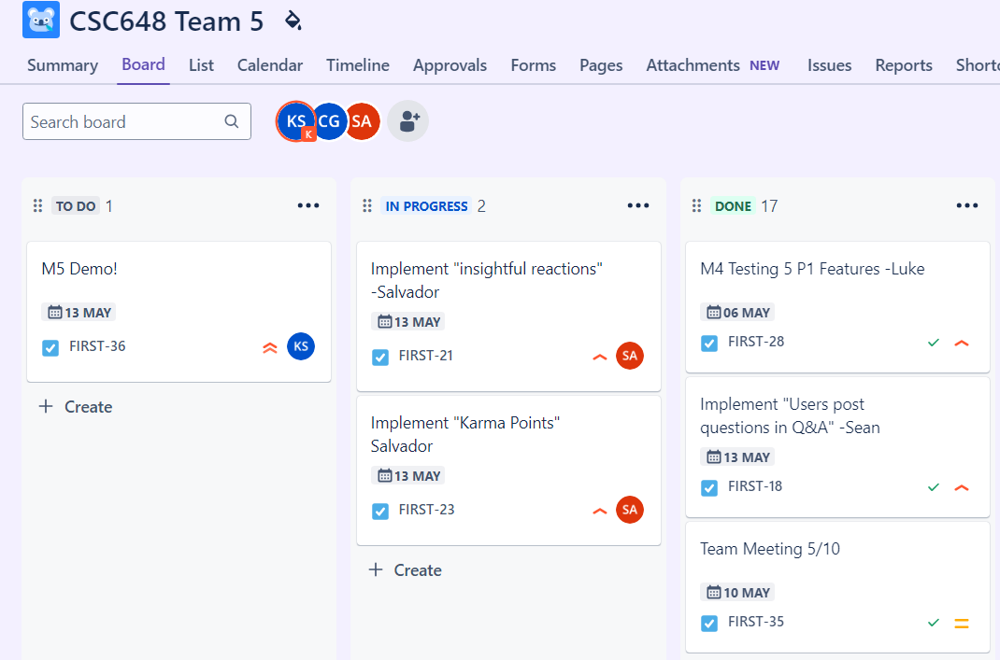 CSC648 Team 5
Summary Board List Calendar Timeline Approvals Forms Pages Attachments NEW Issues Reports Shortc
Search board KS K CG SA
TO DO 1
M5 Demo!
13 MAY
FIRST-36 KS
+ Create
IN PROGRESS 2
Implement "insightful reactions"
-Salvador
13 MAY
FIRST-21 SA
Implement "Karma Points"
Salvador
13 MAY
FIRST-23 SA
+ Create
DONE 17
M4 Testing 5 P1 Features -Luke
06 MAY
FIRST-28
Implement "Users post
questions in Q&A" -Sean
13 MAY
FIRST-18
Team Meeting 5/10
10 MAY
FIRST-35